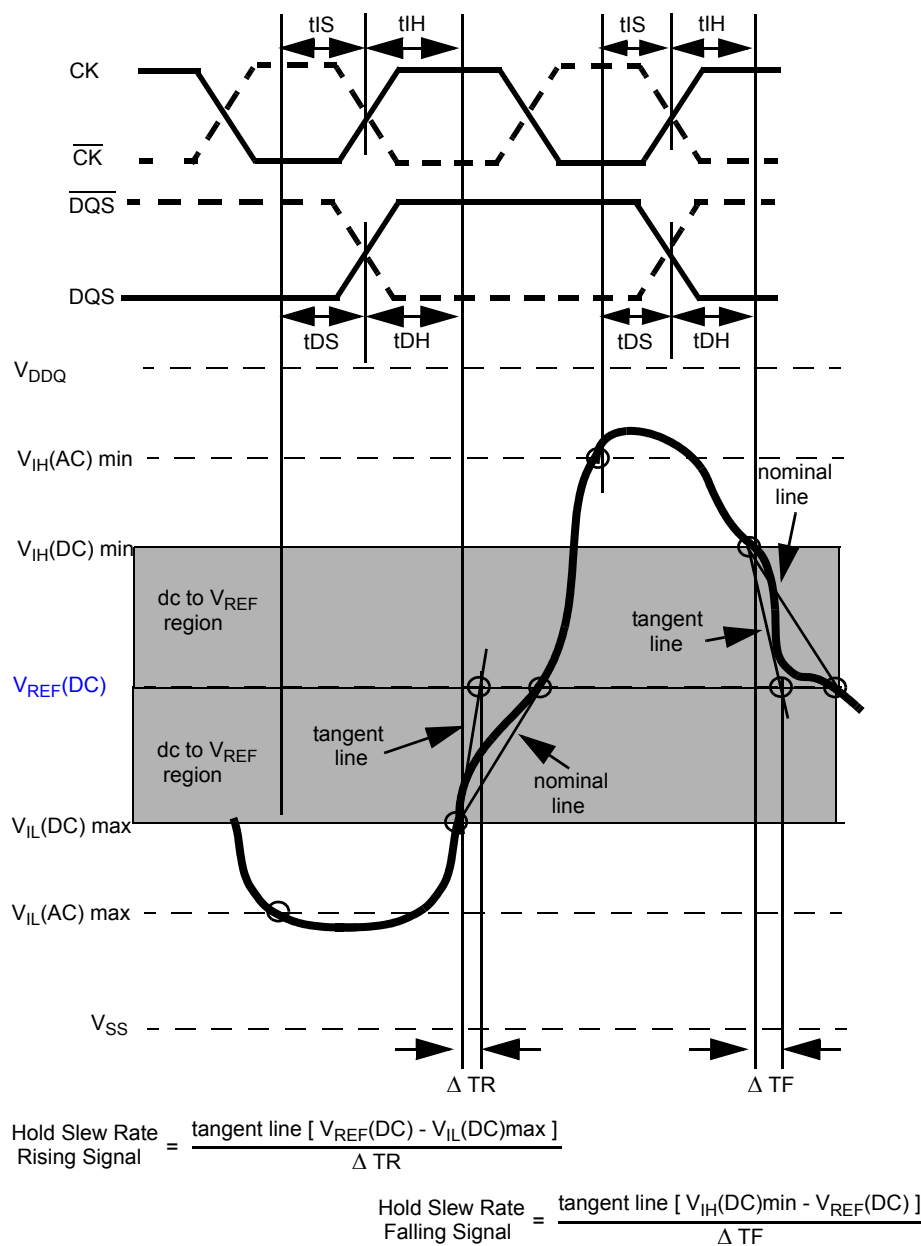 tIS tIH tIS tIH
CK
CK
DQS
DQS
tDS tDH tDS tDH
VDDQ
VIH(AC) min
nominal
line
VIH(DC) min
dc to VREF
region
tangent
line
VREF(DC)
tangent
line
dc to VREF
region
nominal
line
VIL(DC) max
VIL(AC) max
VSS
Δ TR Δ TF
Hold Slew Rate
Rising Signal
=
tangent line [ VREF(DC) - VIL(DC)max ]
Δ TR
Hold Slew Rate
Falling Signal
=
tangent line [ VIH(DC)min - VREF(DC) ]
Δ TF